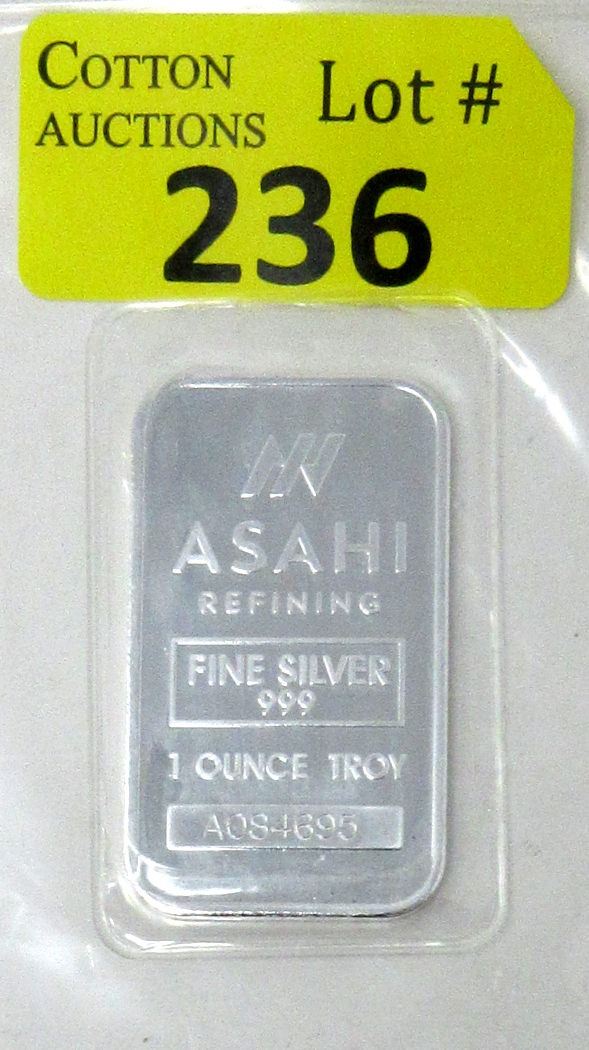 COTTON
AUCTIONS
Lot #
236
ASAHI
REFINING
FINE SILVER
999
1 OUNCE TROY
A084695